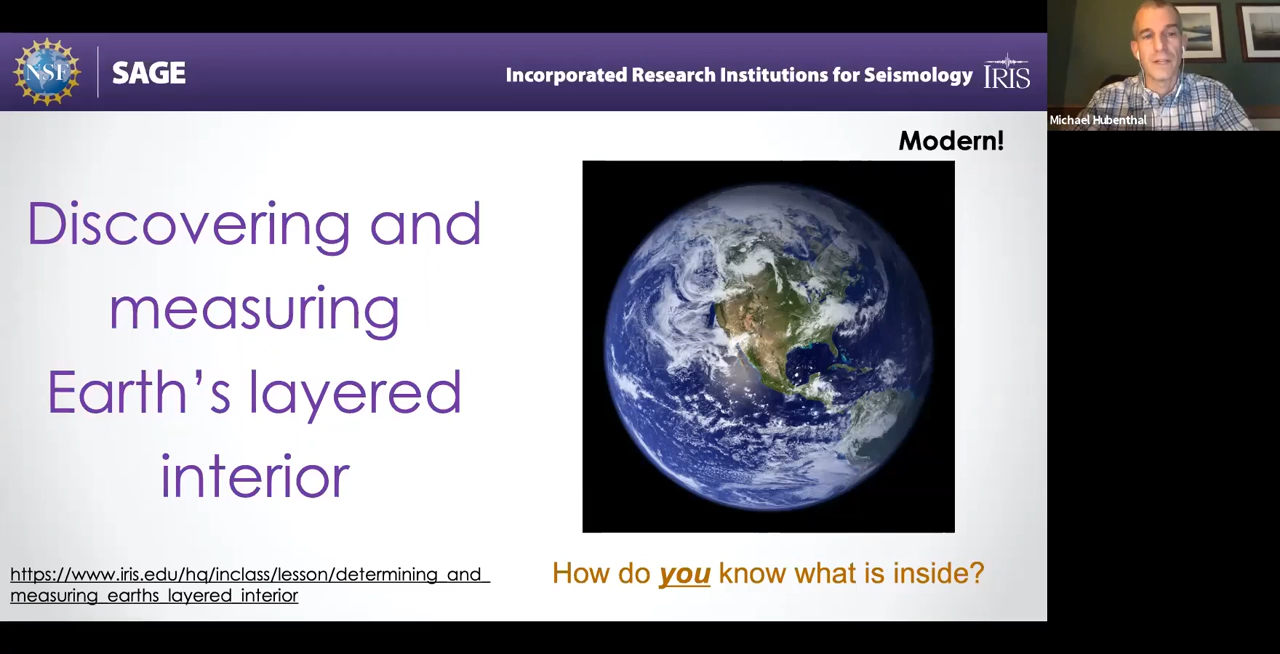 NSF
SAGE
Incorporated Research Institutions for Seismology
IRIS
Michael Hubenthal
Modern!
Discovering and
measuring
Earth’s layered
interior
https://www.iris.edu/hq/inclass/lesson/determining_and_
measuring_earths_layered_interior
How do you know what is inside?